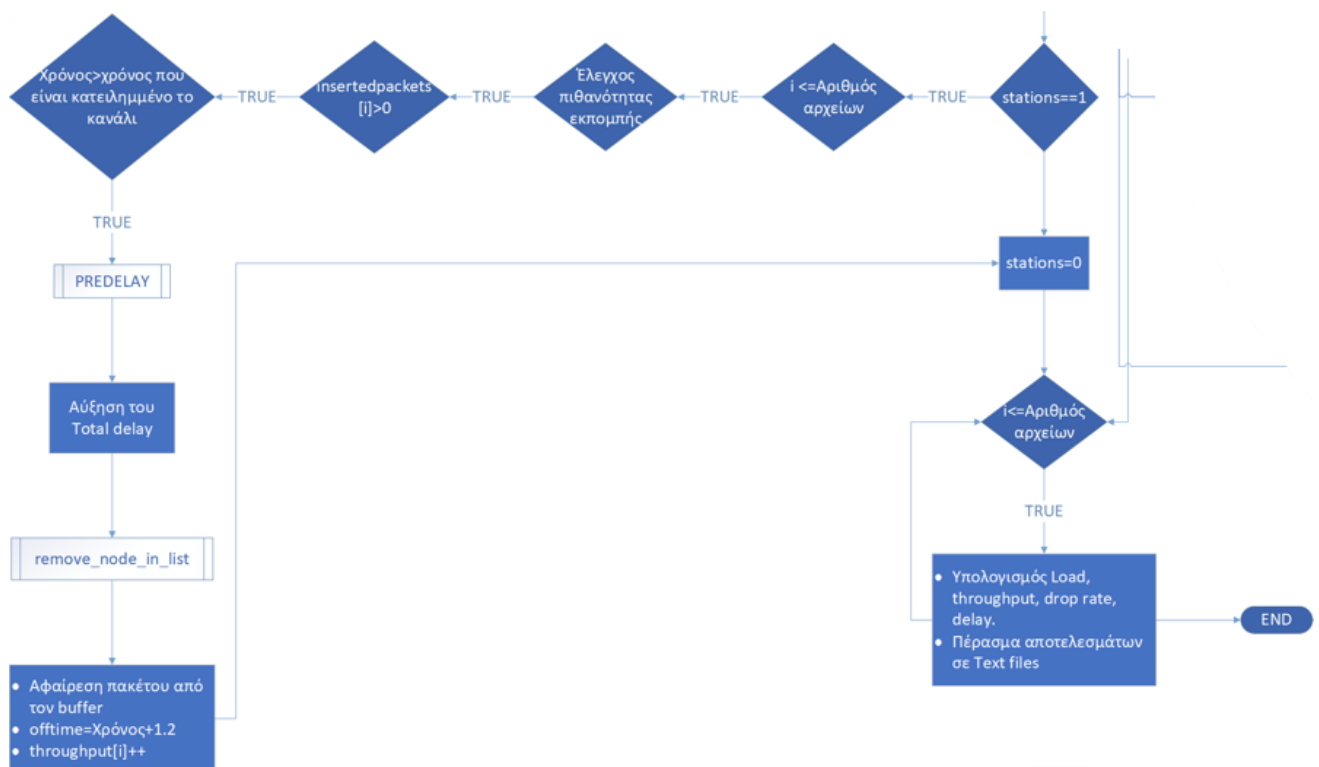 Χρόνος>χρόνος που
είναι κατειλημμένο το
κανάλι
TRUE
insertedpackets
[i]>0
TRUE
Έλεγχος
πιθανότητας
εκπομπής
TRUE
i <=Αριθμός
αρχείων
TRUE
stations==1
TRUE
PREDELAY
stations=0
Αύξηση του
Total delay
i<=Αριθμός
αρχείων
TRUE
remove_node_in_list
• Υπολογισμός Load,
throughput, drop rate,
delay.
• Πέρασμα αποτελεσμάτων
σε Text files
END
• Αφαίρεση πακέτου από
τον buffer
• offtime=Χρόνος+1.2
• throughput[i]++